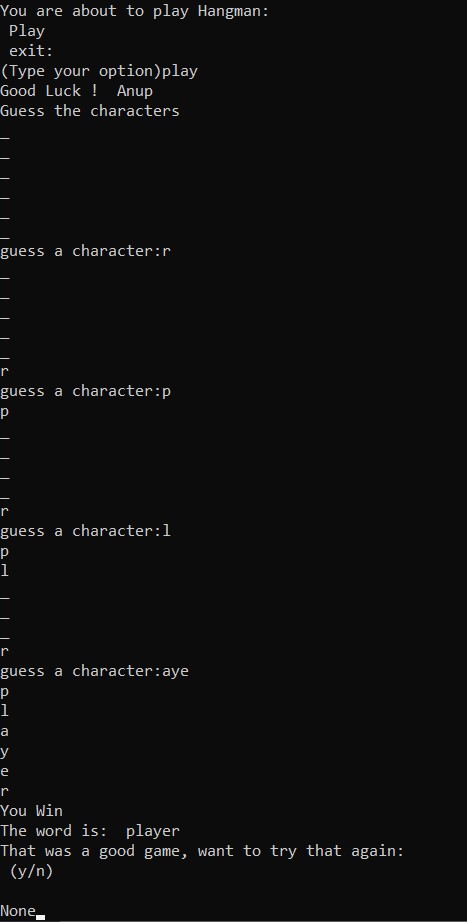 You are about to play Hangman:
 Play
 exit:
(Type your option)play
Good Luck !  Anup
Guess the characters
_
_
_
_
_
_
guess a character:r
_
_
_
_
_
r
guess a character:p
p
_
_
_
_
r
guess a character:l
p
l
_
_
_
r
guess a character:aye
p
l
a
y
e
r
You Win
The word is:  player
That was a good game, want to try that again:
 (y/n)

None